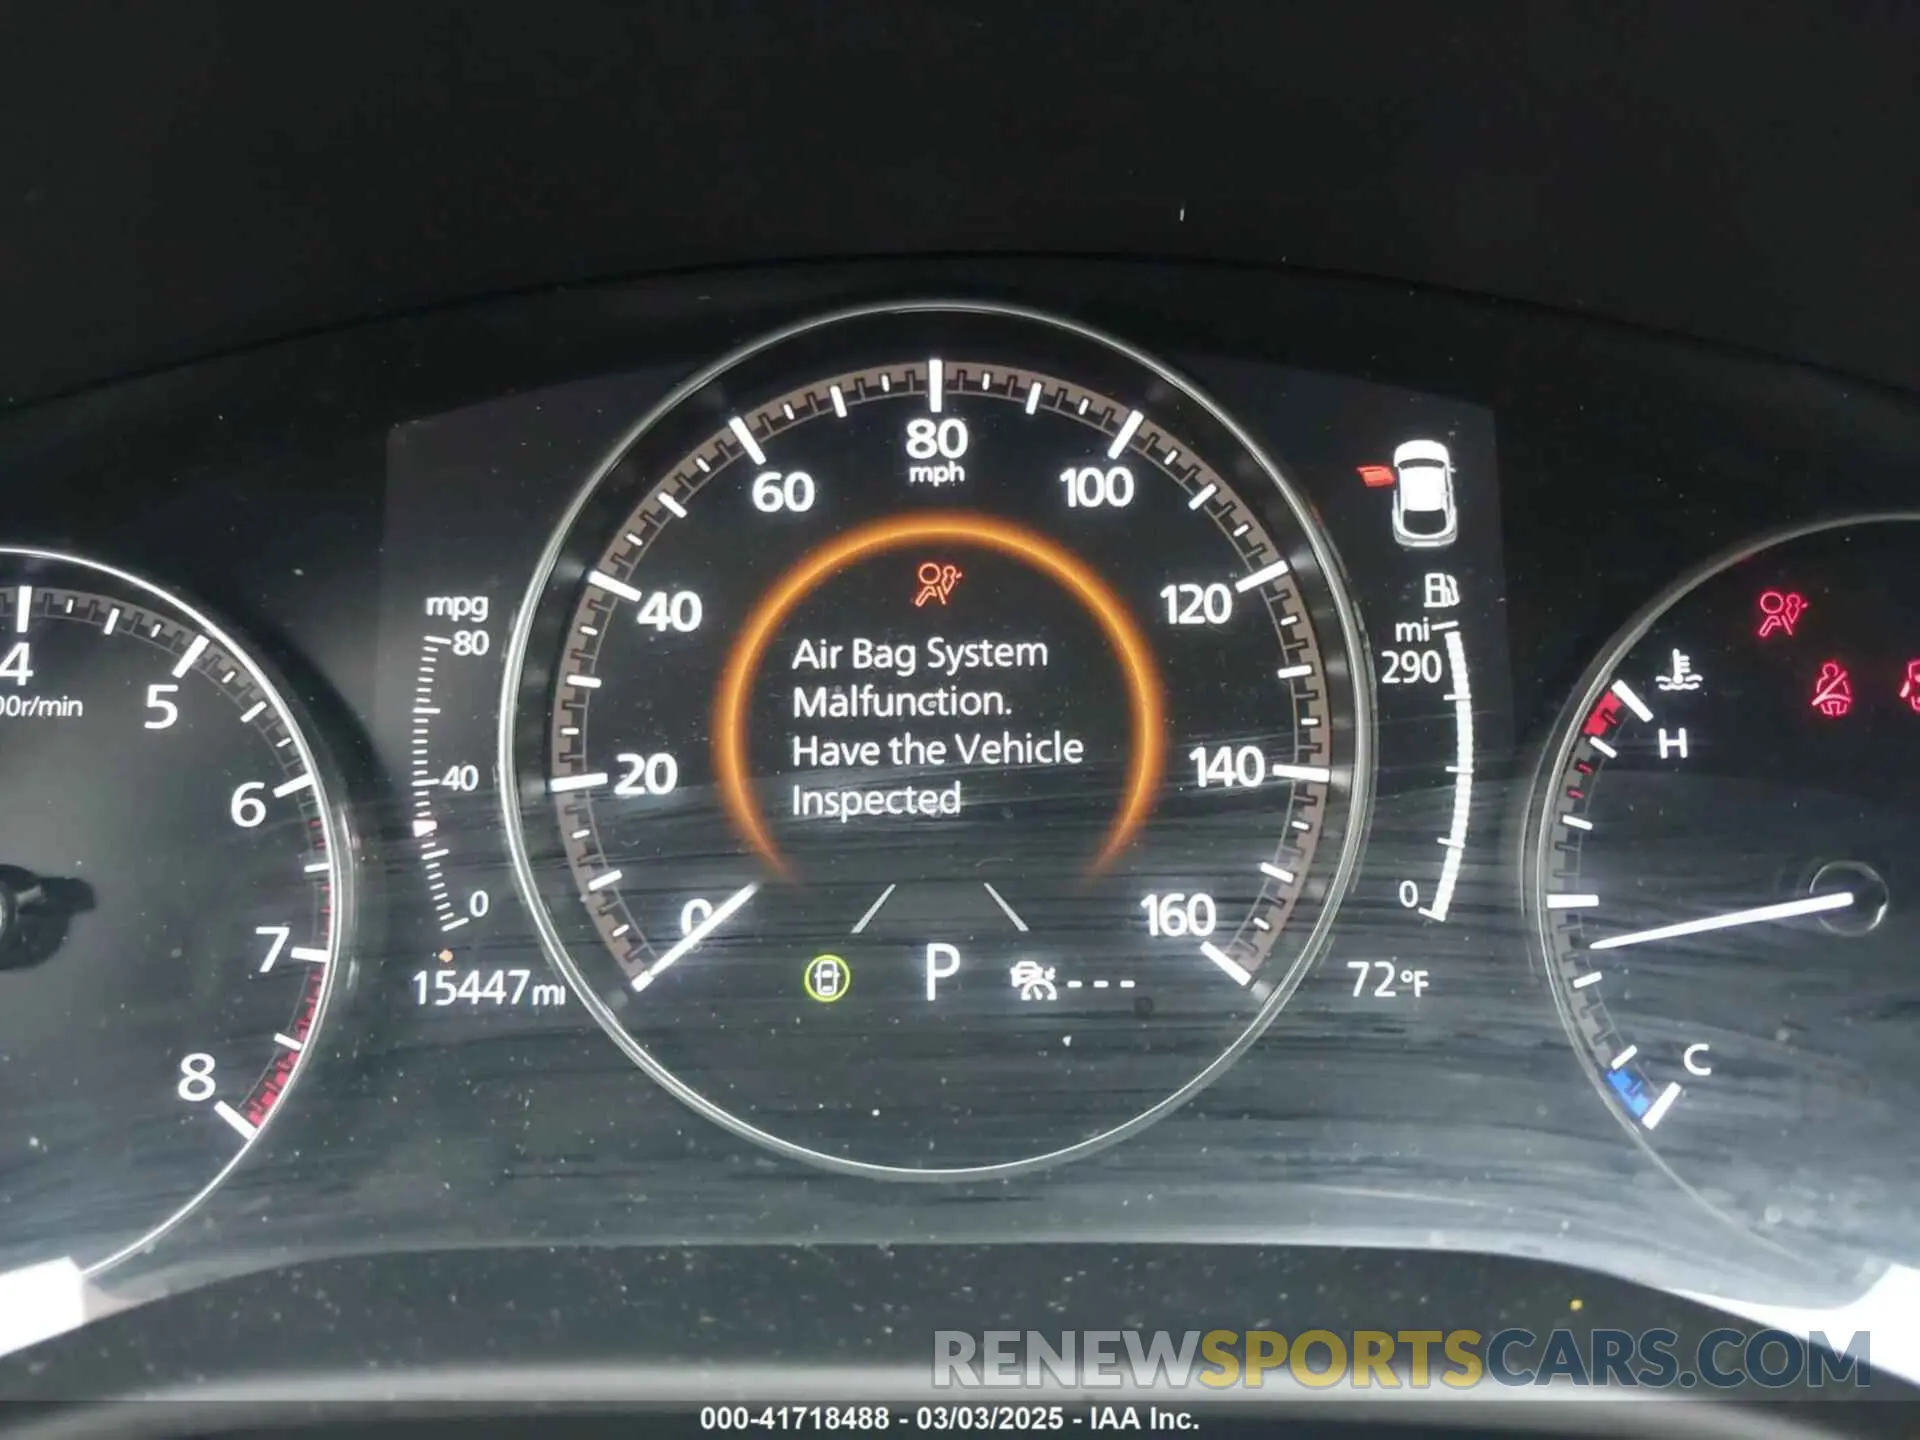 80
mph
60
100
40
120
20
140
0
160
Air Bag System
Malfunction.
Have the Vehicle
Inspected
mpg
80
40
0
15447 mi
P
---
72°F
mi
290
0
4
5
6
7
8
H
C
RENEWSPORTSCARS.COM
000-41718488 - 03/03/2025 - IAA Inc.